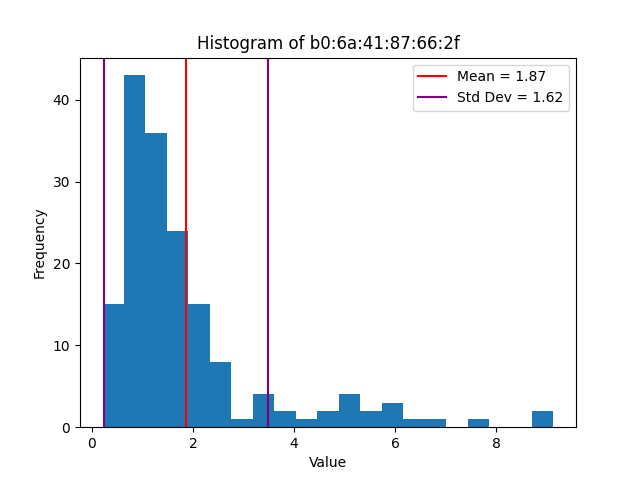 Histogram of b0:6a:41:87:66:2f
Mean = 1.87
Std Dev = 1.62
Frequency
40
30
20
10
0
0 2 4 6 8
Value